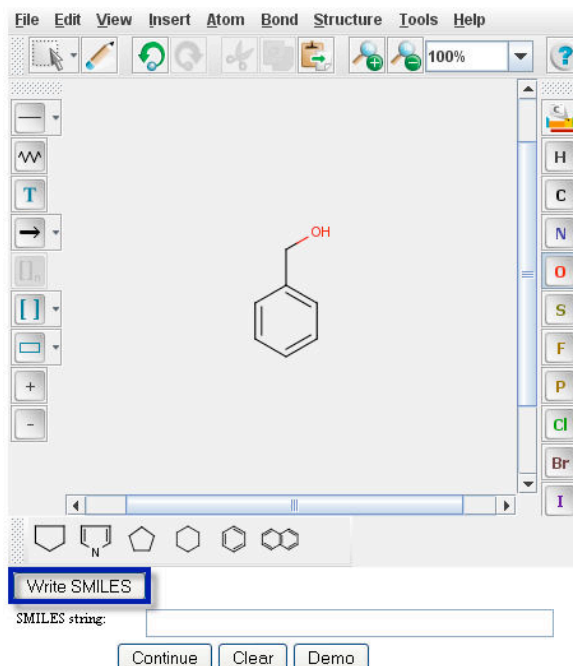 File Edit View Insert Atom Bond Structure Tools Help
100%
?
H
T
C
N
OH
[ ]n
O
[ ]
S
F
+
P
-
Cl
Br
I
N
Write SMILES
SMILES string:
Continue Clear Demo